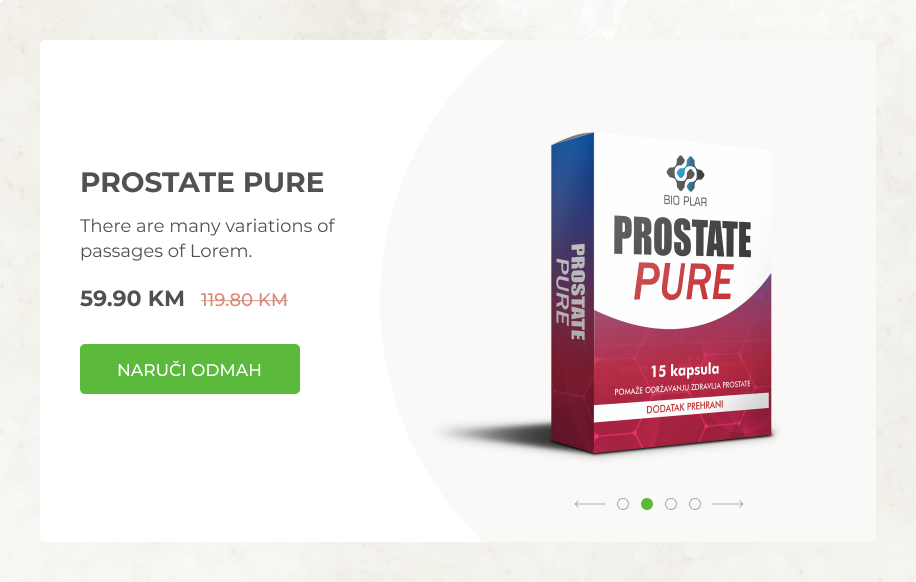 PROSTATE PURE
There are many variations of
passages of Lorem.
59.90 KM 119.80 KM
NARUČI ODMAH
BIO PLAR
PROSTATE
PURE
PROSTATE
PURE
15 kapsula
POMAŽE ODRŽAVANJU ZDRAVLJA PROSTATE
DODATAK PREHRANI